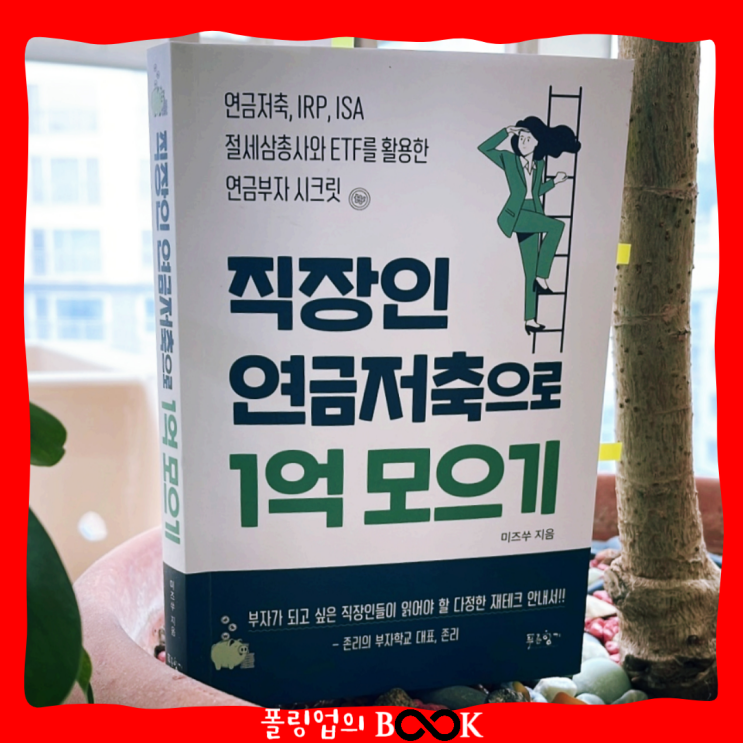 연금저축, IRP, ISA
절세삼총사와 ETF를 활용한
연금부자 시크릿
직장인
연금저축으로
1억 모으기
미즈쑤 지음
부자가 되고 싶은 직장인들이 읽어야 할 다정한 재테크 안내서!!
- 존리의 부자학교 대표, 존리
직장인 연금저축으로 1억 모으기
미즈쑤 지음
폴링업의 BOOK